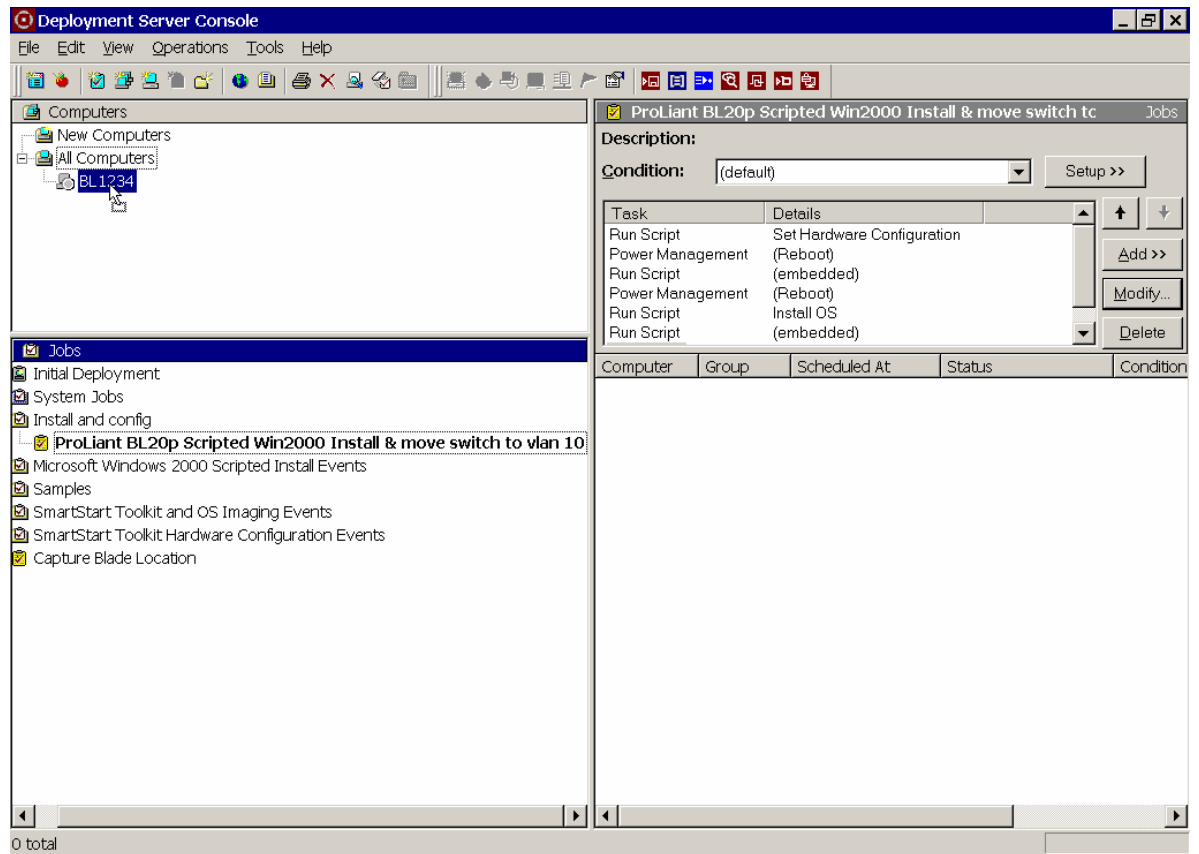 Deployment Server Console
File Edit View Operations Tools Help
Computers
New Computers
All Computers
BL1234
Jobs
Initial Deployment
System Jobs
Install and config
ProLiant BL20p Scripted Win2000 Install & move switch to vlan 10
Microsoft Windows 2000 Scripted Install Events
Samples
SmartStart Toolkit and OS Imaging Events
SmartStart Toolkit Hardware Configuration Events
Capture Blade Location
ProLiant BL20p Scripted Win2000 Install & move switch tc Jobs
Description:
Condition: (default) Setup >>
Task Details
Run Script Set Hardware Configuration
Power Management (Reboot)
Run Script (embedded)
Power Management (Reboot)
Run Script Install OS
Run Script (embedded)
Add >>
Modify...
Delete
Computer Group Scheduled At Status Condition
0 total